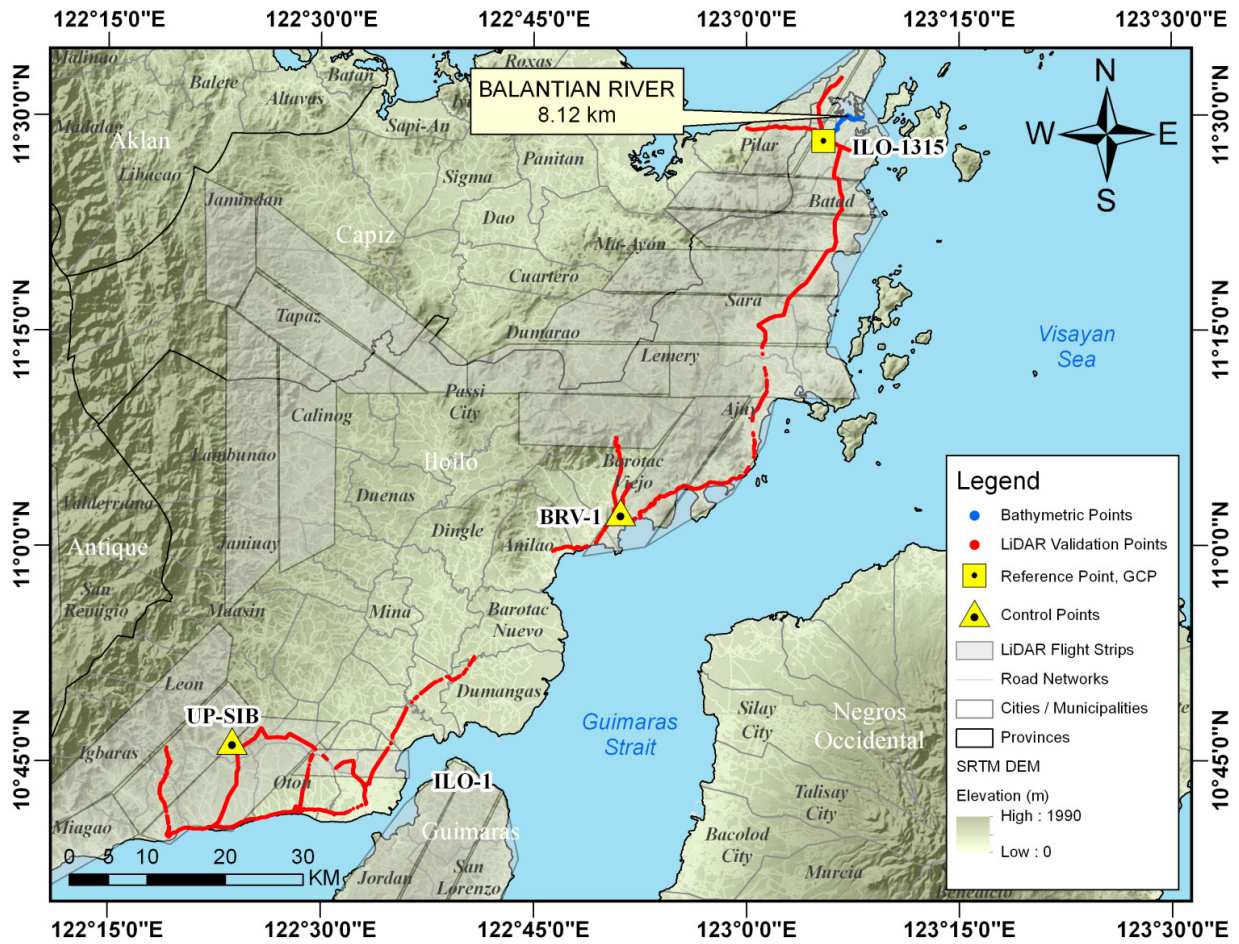 122°15'0"E 122°30'0"E 122°45'0"E 123°0'0"E 123°15'0"E 123°30'0"E
11°30'0"N
11°15'0"N
11°0'0"N
10°45'0"N
BALANTIAN RIVER
8.12 km
N
W E
S
Malinao
Balete
Batan
Altavas
Roxas
Madalag
Aklan
Libacao
Sapi-An
Panitan
Sigma
Pilar
ILO-1315
Jamindan
Dao
Batad
Capiz
Ma-Ayon
Cuartero
Tapaz
Sara
Dumarao
Lemery
Visayan
Sea
Passi
City
Calinog
Ajuy
Lambunao
Iloilo
Barotac
Viejo
Duenas
Valderrama
BRV-1
Dingle
Anilao
Antique
Janiuay
San
Remigio
Maasin
Mina
Barotac
Nuevo
Leon
Dumangas
UP-SIB
Igbaras
Oton
Guimaras
Strait
Silay
City
Negros
Occidental
ILO-1
Miagao
Guimaras
Talisay
City
Bacolod
City
Jordan
San
Lorenzo
Murcia
0 5 10 20 30
KM
Legend
Bathymetric Points
LiDAR Validation Points
Reference Point, GCP
Control Points
LiDAR Flight Strips
Road Networks
Cities / Municipalities
Provinces
SRTM DEM
Elevation (m)
High : 1990
Low : 0
11°30'0"N
11°15'0"N
11°0'0"N
10°45'0"N
122°15'0"E 122°30'0"E 122°45'0"E 123°0'0"E 123°15'0"E 123°30'0"E